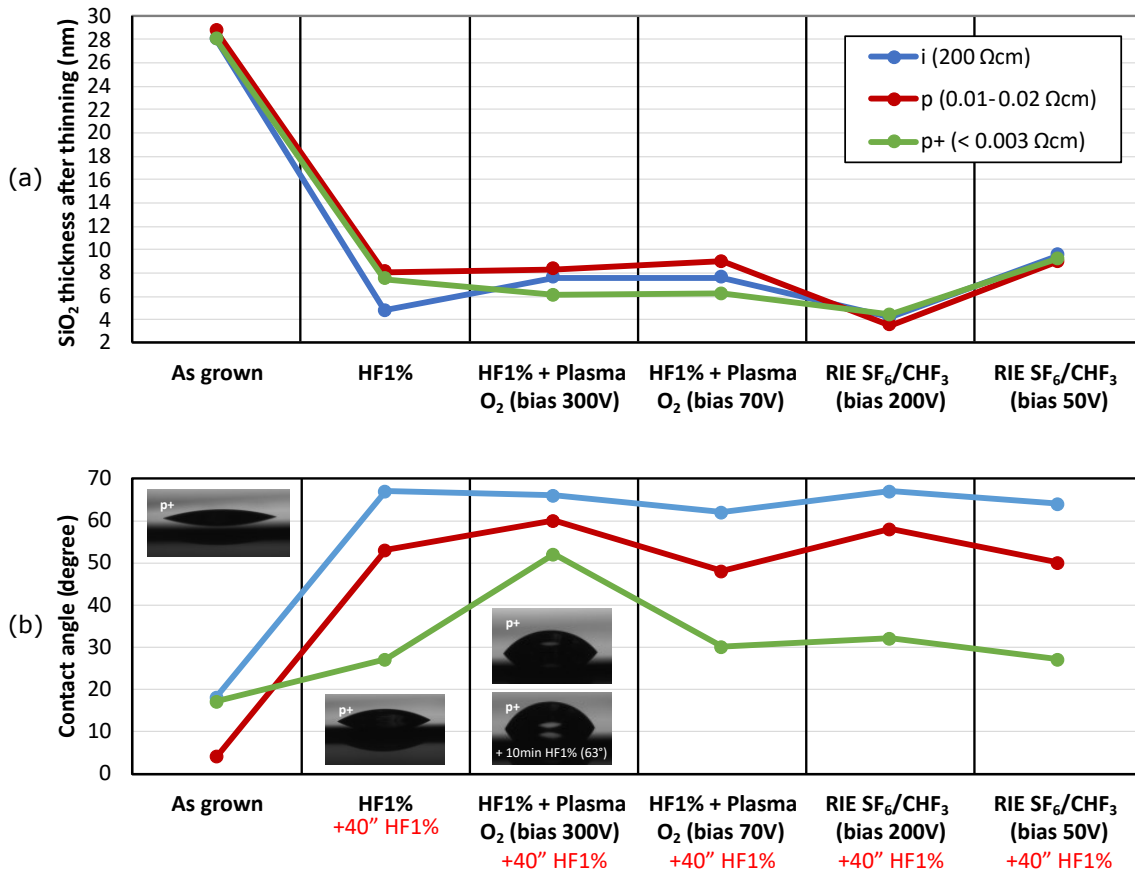 (a)
SiO2 thickness after thinning (nm)
30
28
26
24
22
20
18
16
14
12
10
8
6
4
2
i (200 Ωcm)
p (0.01-0.02 Ωcm)
p+ (< 0.003 Ωcm)
As grown
HF1%
HF1% + Plasma
O2 (bias 300V)
HF1% + Plasma
O2 (bias 70V)
RIE SF6/CHF3
(bias 200V)
RIE SF6/CHF3
(bias 50V)
(b)
Contact angle (degree)
70
60
50
40
30
20
10
0
p+
p+
p+
p+
+ 10min HF1% (63°)
As grown
HF1%
+40” HF1%
HF1% + Plasma
O2 (bias 300V)
+40” HF1%
HF1% + Plasma
O2 (bias 70V)
+40” HF1%
RIE SF6/CHF3
(bias 200V)
+40” HF1%
RIE SF6/CHF3
(bias 50V)
+40” HF1%